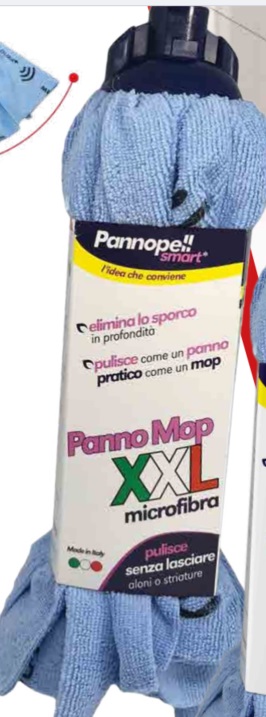 Pannope!!
smart®
l'idea che conviene
elimina lo sporco
in profondità
pulisce come un panno
pratico come un mop
Panno Mop
XXL
microfibra
Made in Italy
pulisce
senza lasciare
aloni o striature